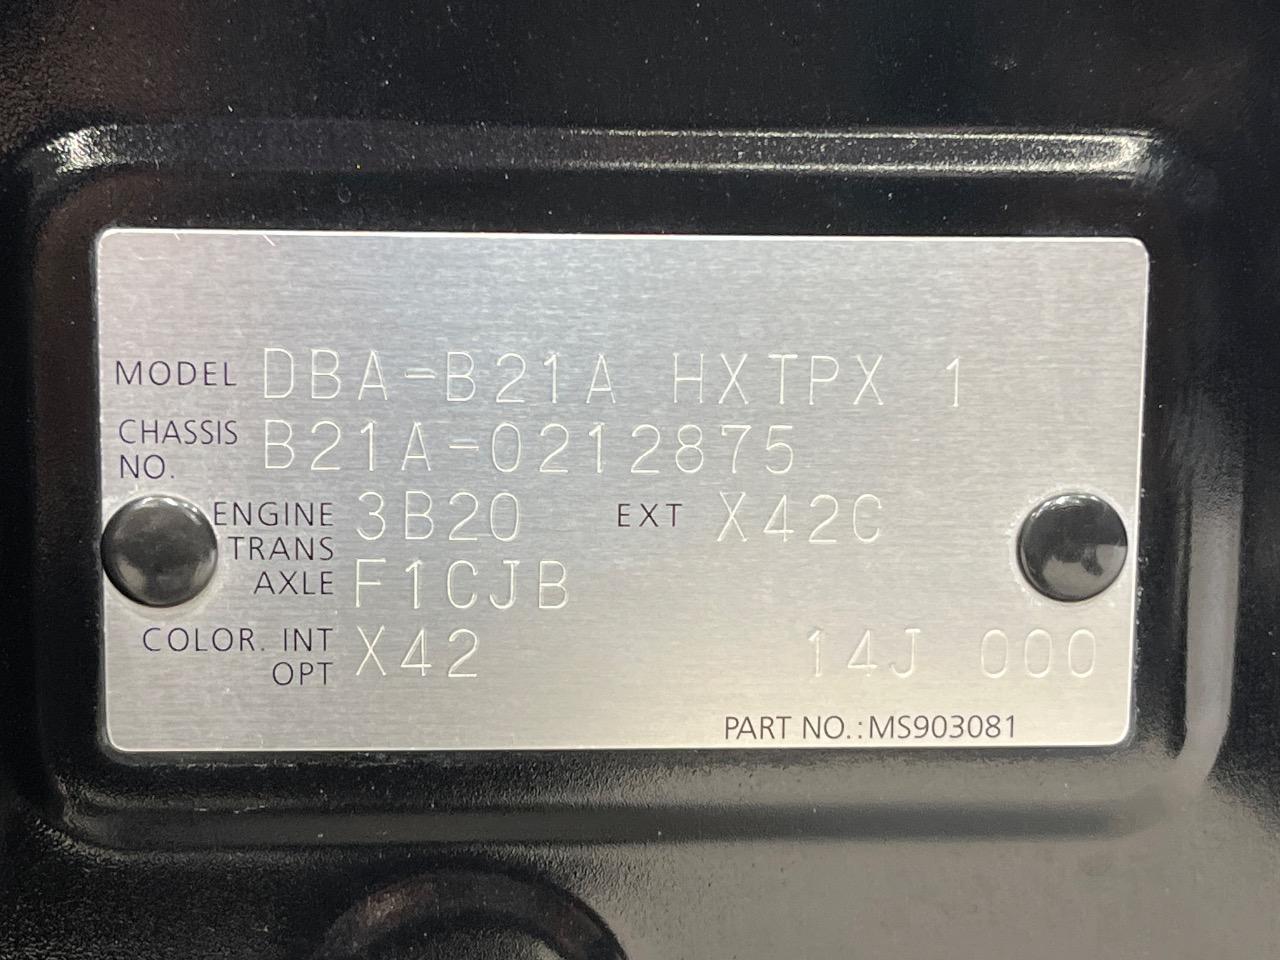 MODEL DBA-B21A HXTPX 1
CHASSIS NO. B21A-0212875
ENGINE 3B20 EXT X42C
TRANS AXLE F1CJB
COLOR. INT OPT X42 14J 000
PART NO.:MS903081